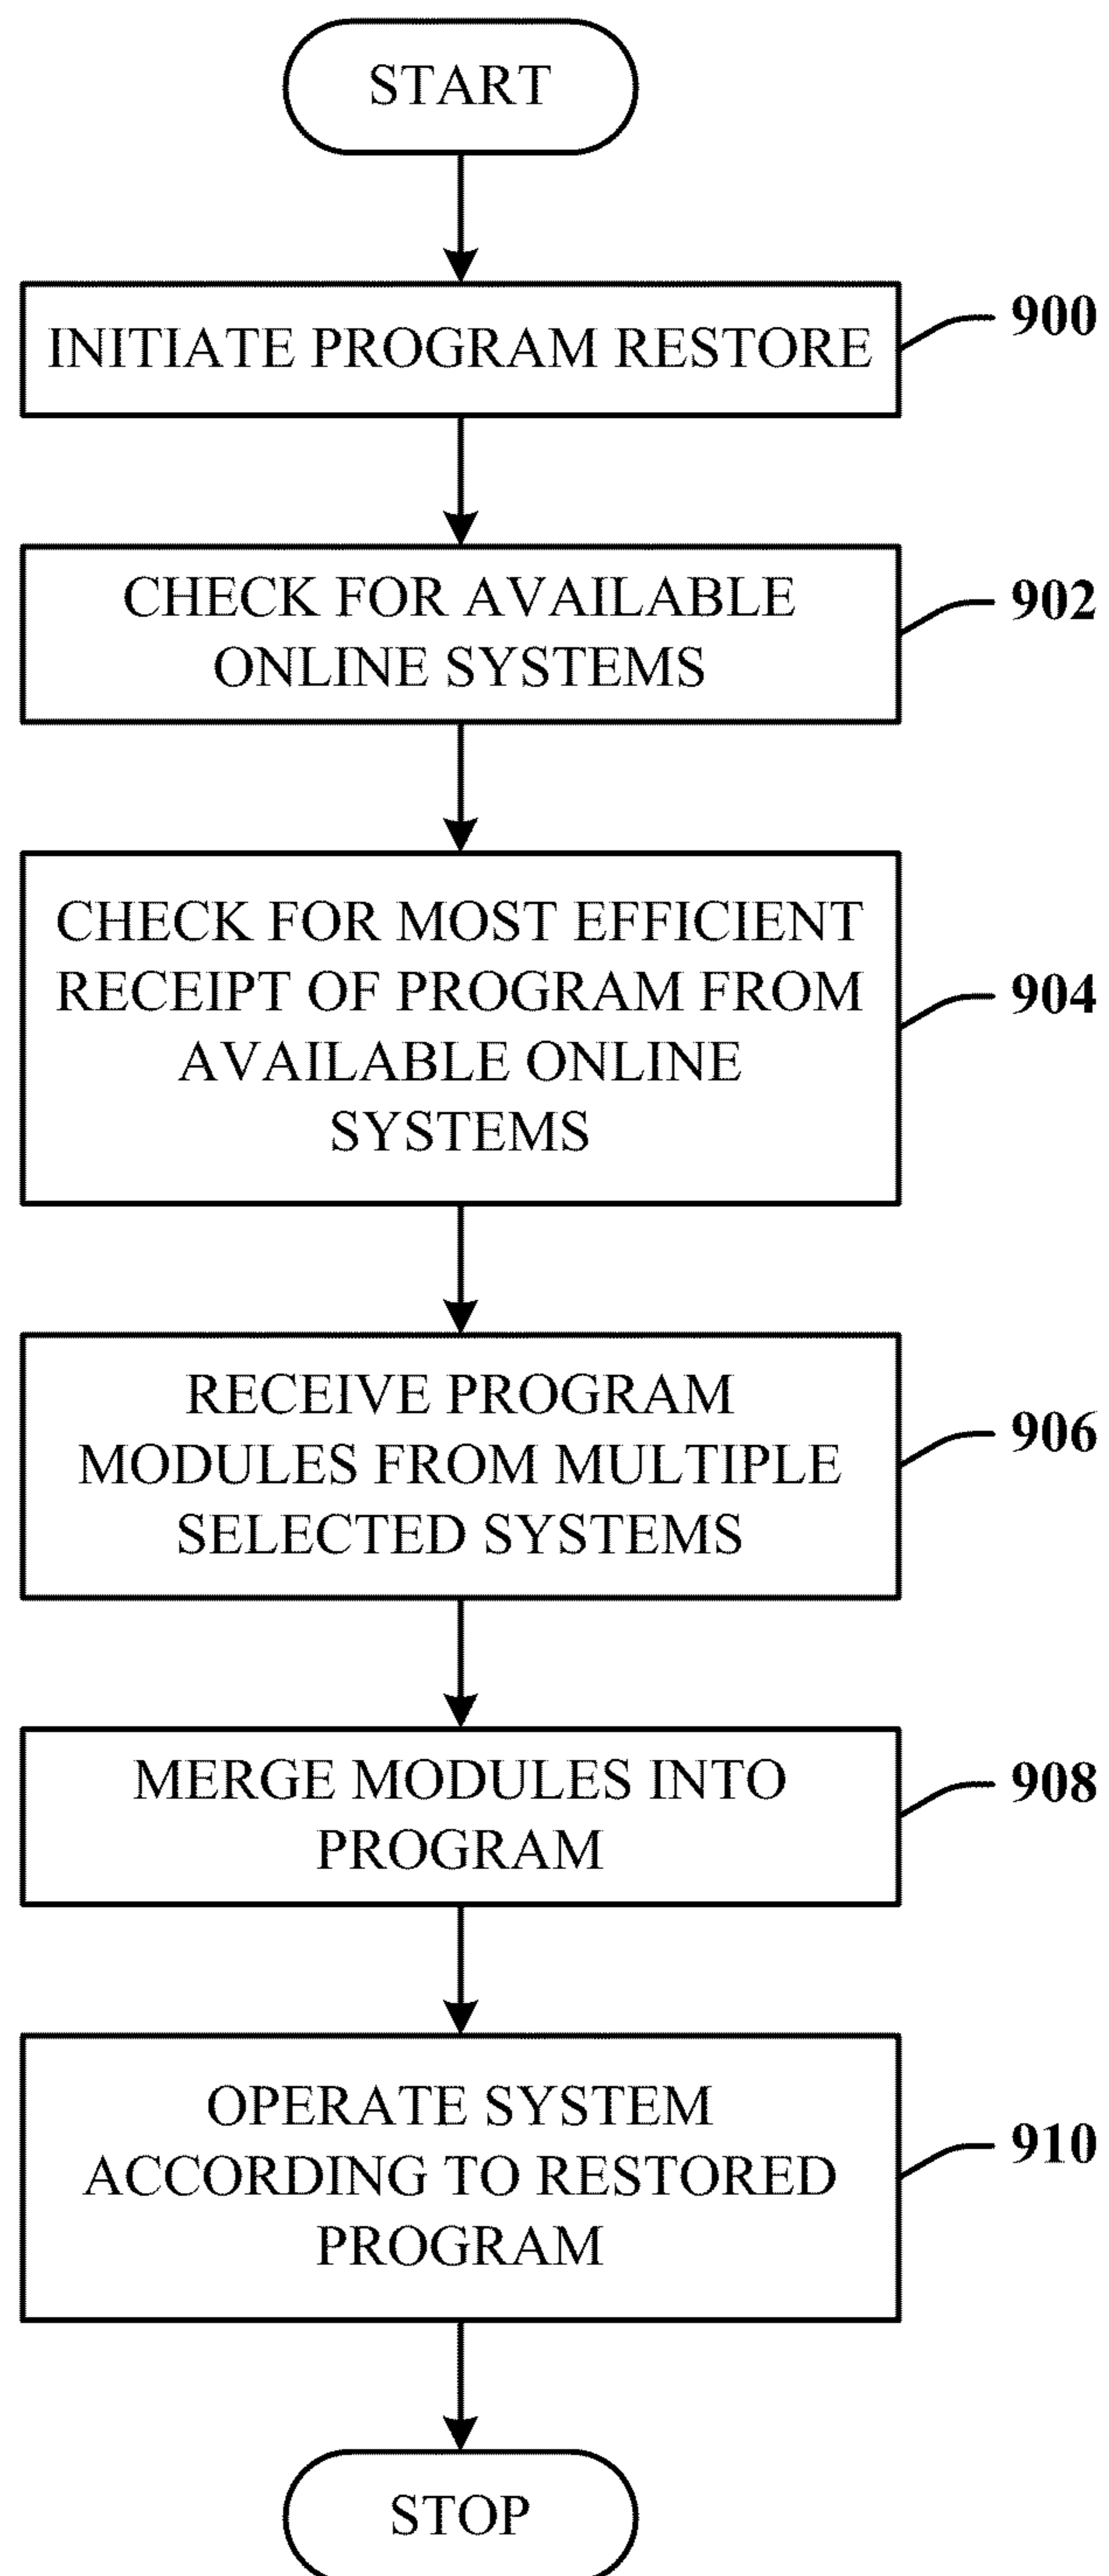 START
INITIATE PROGRAM RESTORE
900
CHECK FOR AVAILABLE
ONLINE SYSTEMS
902
CHECK FOR MOST EFFICIENT
RECEIPT OF PROGRAM FROM
AVAILABLE ONLINE
SYSTEMS
904
RECEIVE PROGRAM
MODULES FROM MULTIPLE
SELECTED SYSTEMS
906
MERGE MODULES INTO
PROGRAM
908
OPERATE SYSTEM
ACCORDING TO RESTORED
PROGRAM
910
STOP